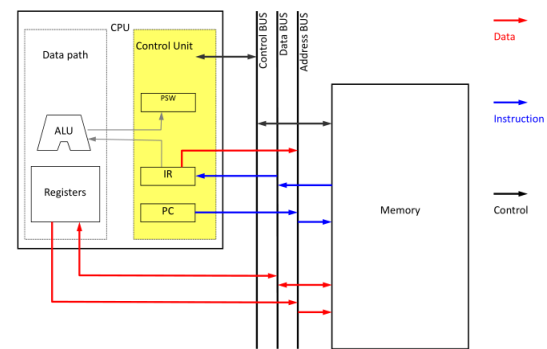 CPU
Data path
Control Unit
PSW
ALU
IR
Registers
PC
Control BUS
Data BUS
Address BUS
Memory
Data
Instruction
Control